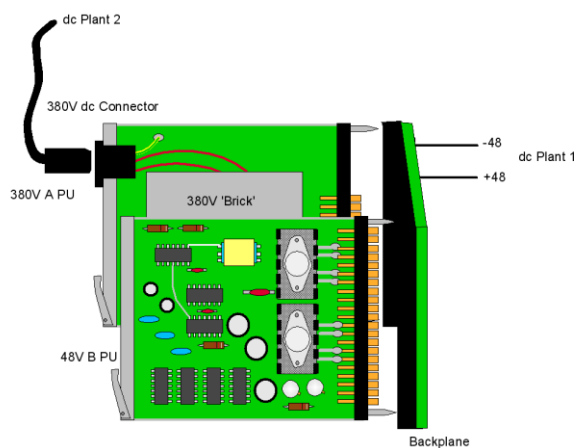 dc Plant 2
380V dc Connector
-48
dc Plant 1
+48
380V A PU
380V 'Brick'
48V B PU
Backplane